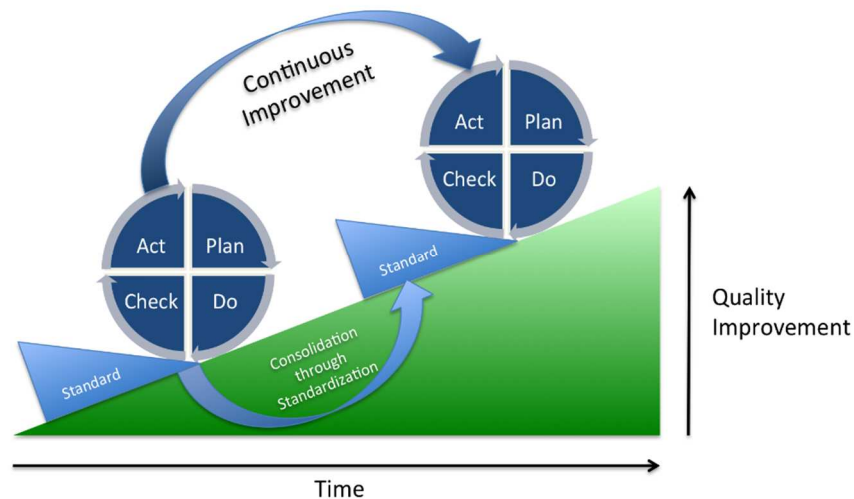 Continuous
Improvement
Act
Plan
Check
Do
Standard
Act
Plan
Check
Do
Standard
Consolidation
through
Standardization
Quality
Improvement
Time